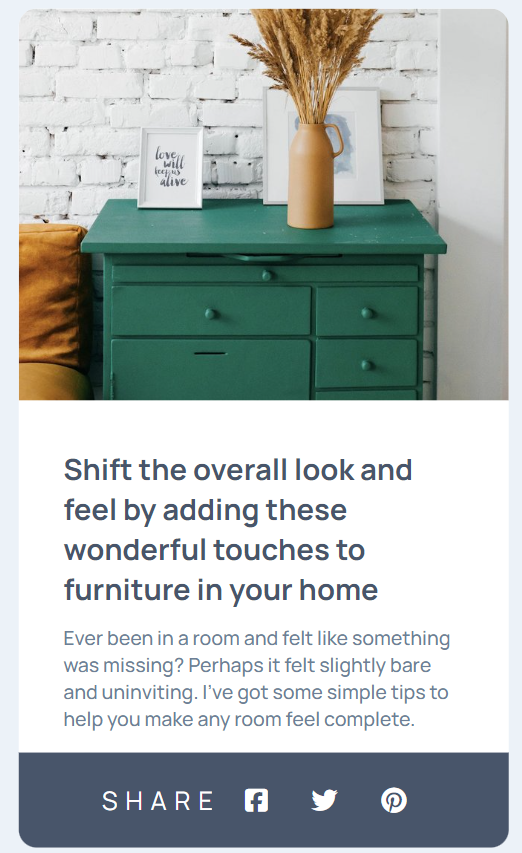 love
will
keep us
alive
Shift the overall look and
feel by adding these
wonderful touches to
furniture in your home
Ever been in a room and felt like something
was missing? Perhaps it felt slightly bare
and uninviting. I've got some simple tips to
help you make any room feel complete.
SHARE